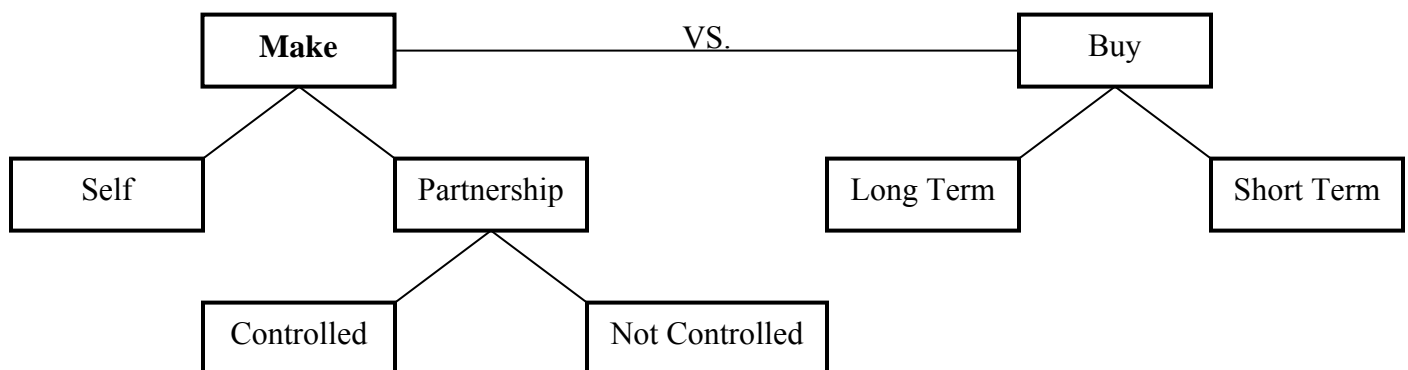 Make
VS.
Buy
Self
Partnership
Long Term
Short Term
Controlled
Not Controlled